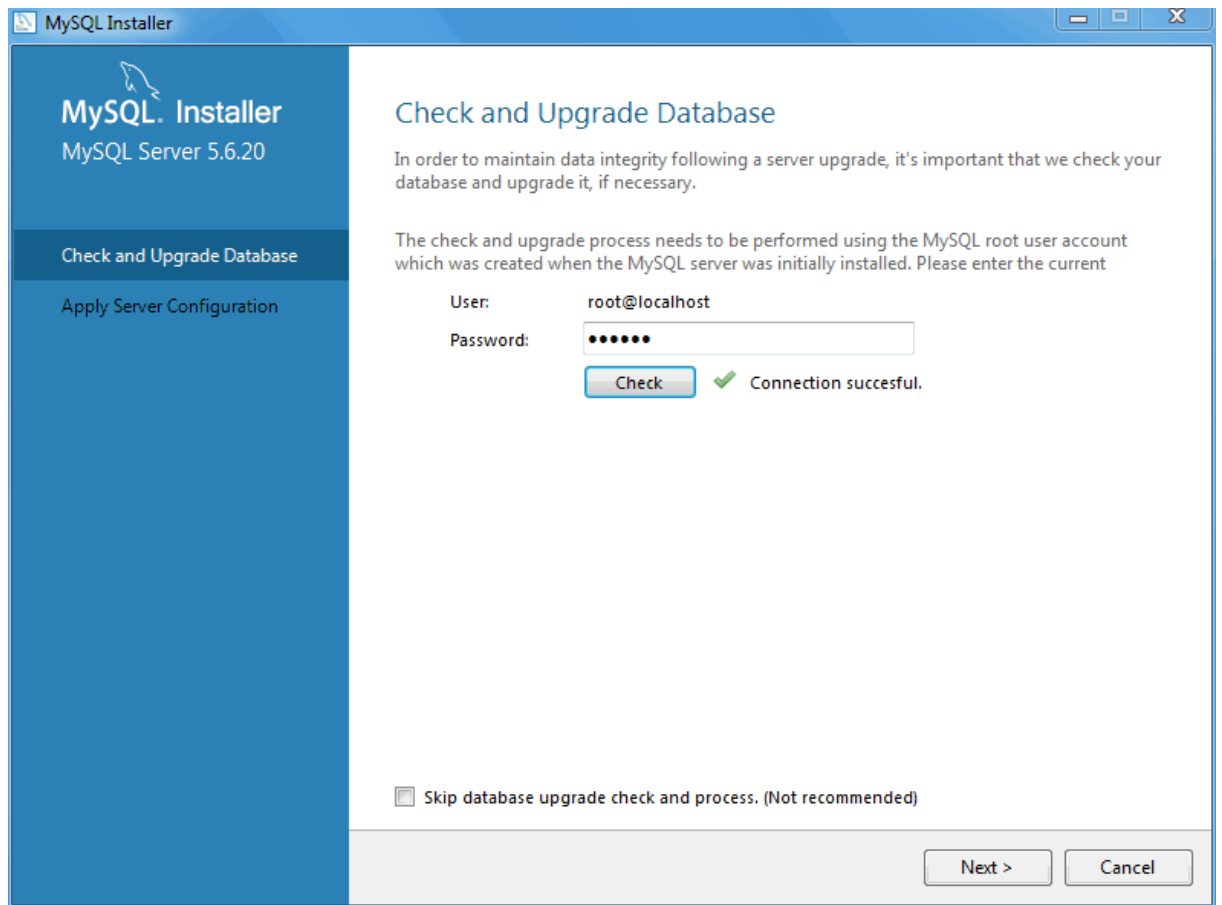 MySQL Installer
MySQL. Installer
MySQL Server 5.6.20
Check and Upgrade Database
Apply Server Configuration
Check and Upgrade Database
In order to maintain data integrity following a server upgrade, it's important that we check your
database and upgrade it, if necessary.
The check and upgrade process needs to be performed using the MySQL root user account
which was created when the MySQL server was initially installed. Please enter the current
User: root@localhost
Password: ••••••
Check Connection succesful.
Skip database upgrade check and process. (Not recommended)
Next > Cancel